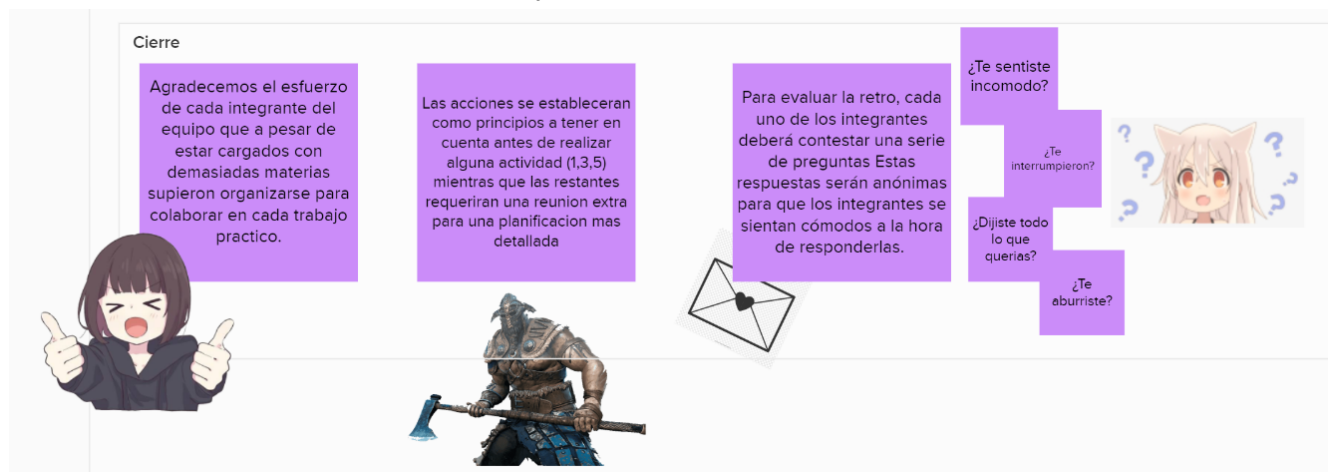 Cierre
Agradecemos el esfuerzo
de cada integrante del
equipo que a pesar de
estar cargados con
demasiadas materias
supieron organizarse para
colaborar en cada trabajo
practico.
Las acciones se estableceran
como principios a tener en
cuenta antes de realizar
alguna actividad (1,3,5)
mientras que las restantes
requeriran una reunion extra
para una planificacion mas
detallada
Para evaluar la retro, cada
uno de los integrantes
deberá contestar una serie
de preguntas Estas
respuestas serán anónimas
para que los integrantes se
sientan cómodos a la hora
de responderlas.
¿Te sentiste
incomodo?
¿Te
interrumpieron?
¿Dijiste todo
lo que
querias?
¿Te
aburriste?
? ? ? ? ? ?